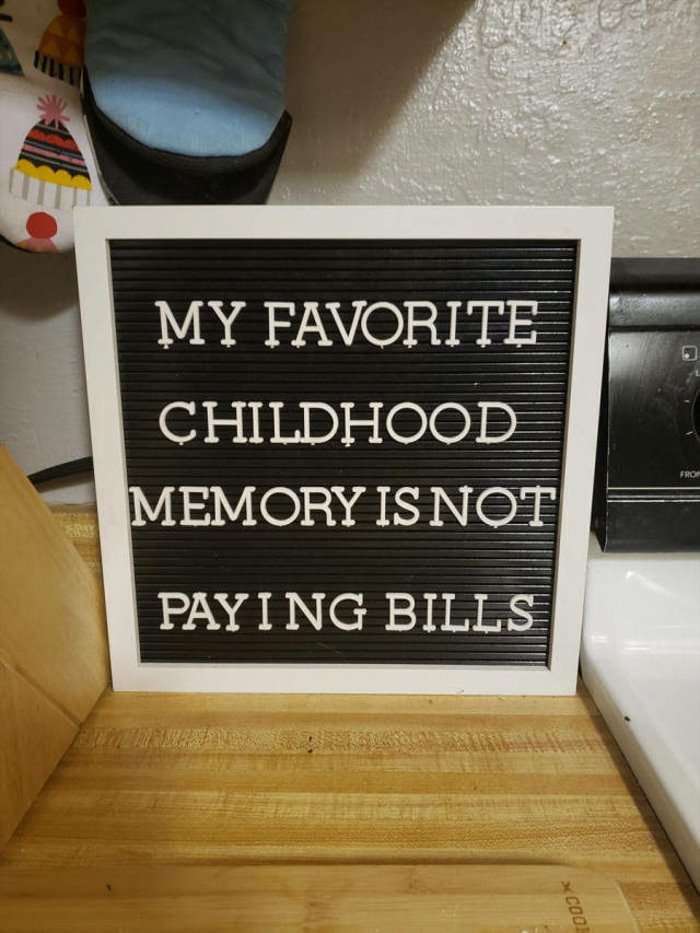 MY FAVORITE
CHILDHOOD
MEMORY IS NOT
PAYING BILLS